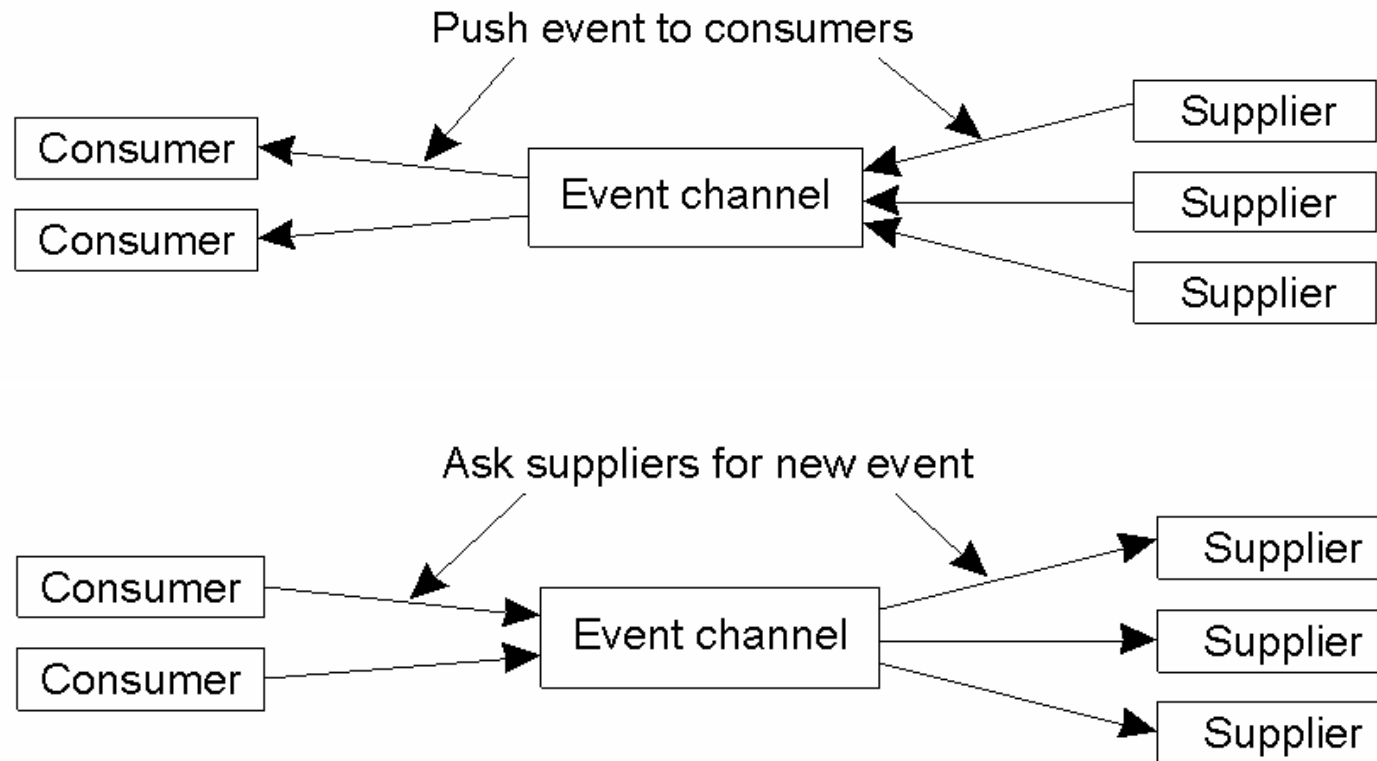 Push event to consumers
Supplier
Consumer
Event channel
Supplier
Consumer
Supplier
Ask suppliers for new event
Supplier
Consumer
Event channel
Supplier
Consumer
Supplier